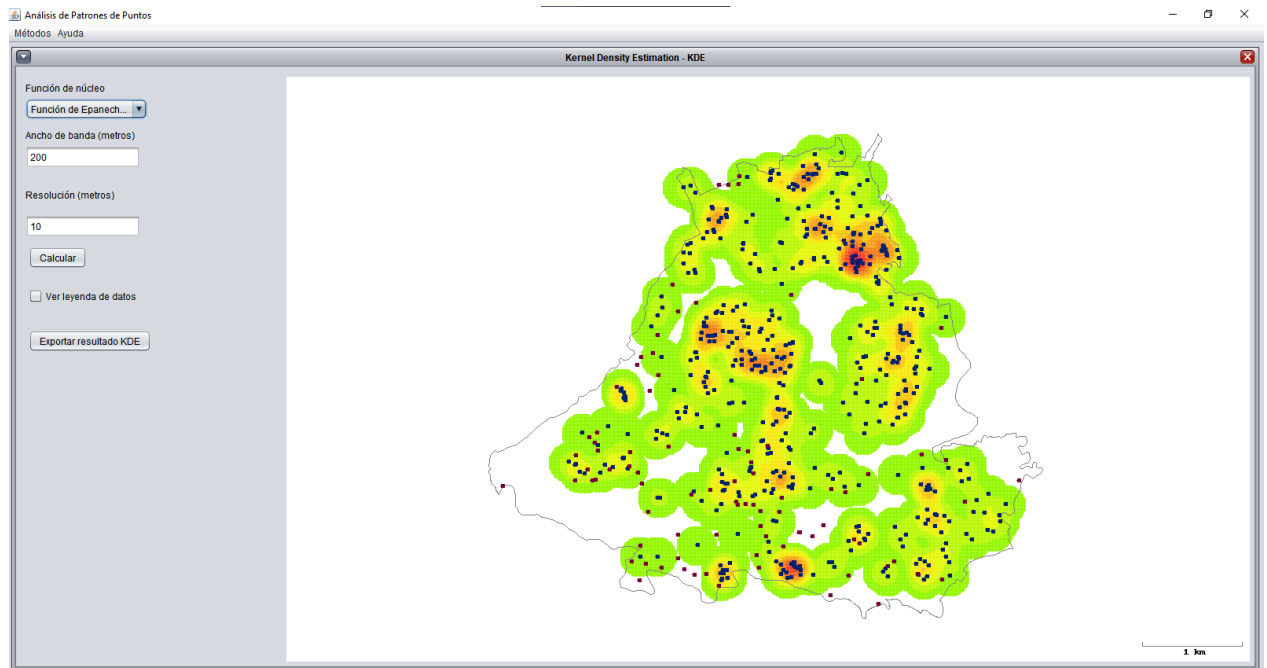 Análisis de Patrones de Puntos
Métodos Ayuda
Kernel Density Estimation - KDE
Función de núcleo
Función de Epanech...
Ancho de banda (metros)
200
Resolución (metros)
10
Calcular
Ver leyenda de datos
Exportar resultado KDE
1 km